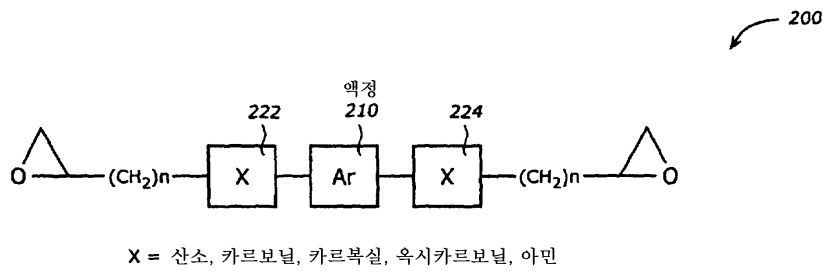 200
액정
222 210 224
O (CH₂)n X Ar X (CH₂)n O
X = 산소, 카르보닐, 카르복실, 옥시카르보닐, 아민